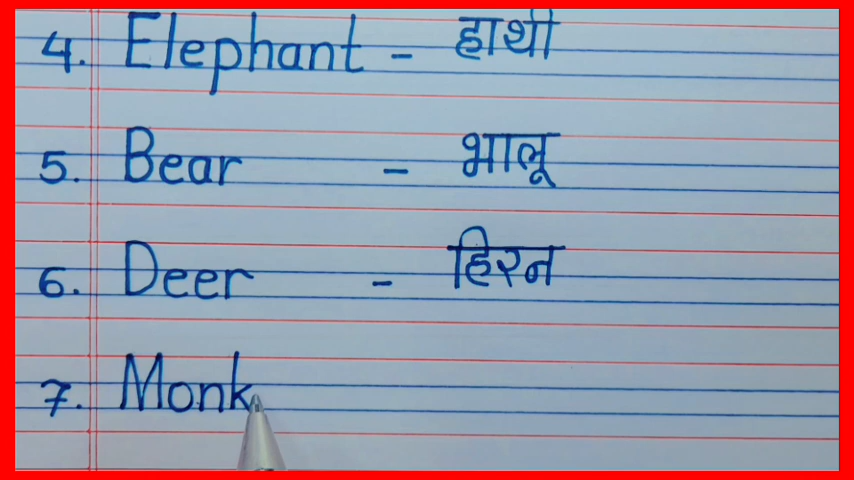 4. Elephant - हाथी
5. Bear - भालू
6. Deer - हिरन
7. Monk